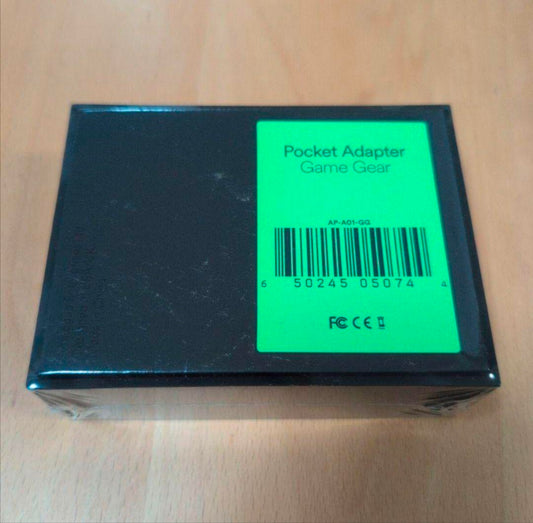 Pocket Adapter
Game Gear
AP-A01-GG
6 50245 05074 4
FC CE